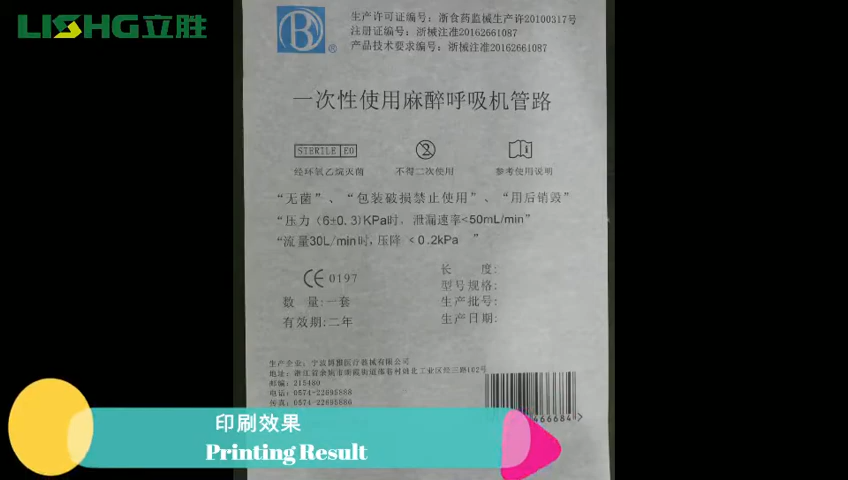 LISHG立胜
B
®
生产许可证编号：浙食药监械生产许20100317号
注册证编号：浙械注准20162661087
产品技术要求编号：浙械注准20162661087
一次性使用麻醉呼吸机管路
STERILE EO
2
i
经环氧乙烷灭菌 不得二次使用 参考使用说明
“无菌”、“包装破损禁止使用”、“用后销毁”
“压力(6±0.3)KPa时，泄漏速率<50mL/min”
“流量30L/min时，压降 <0.2kPa ”
CE 0197
长 度：
型号规格：
数 量：一套
生产批号：
有效期：二年
生产日期：
邮编：315480
电话：0574-22695888
传真：0574-22695886
466684
印刷效果
Printing Result